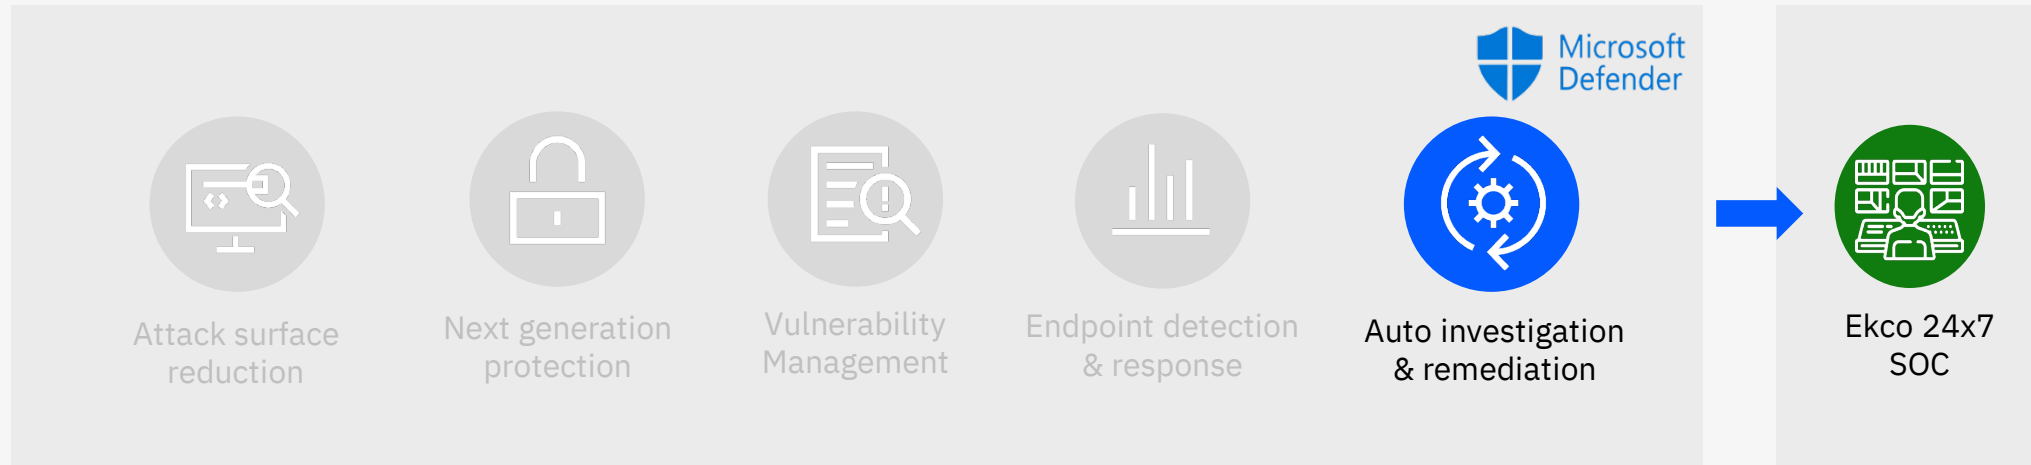 Microsoft
Defender
Attack surface
reduction
Next generation
protection
Vulnerability
Management
Endpoint detection
& response
Auto investigation
& remediation
Ekco 24x7
SOC